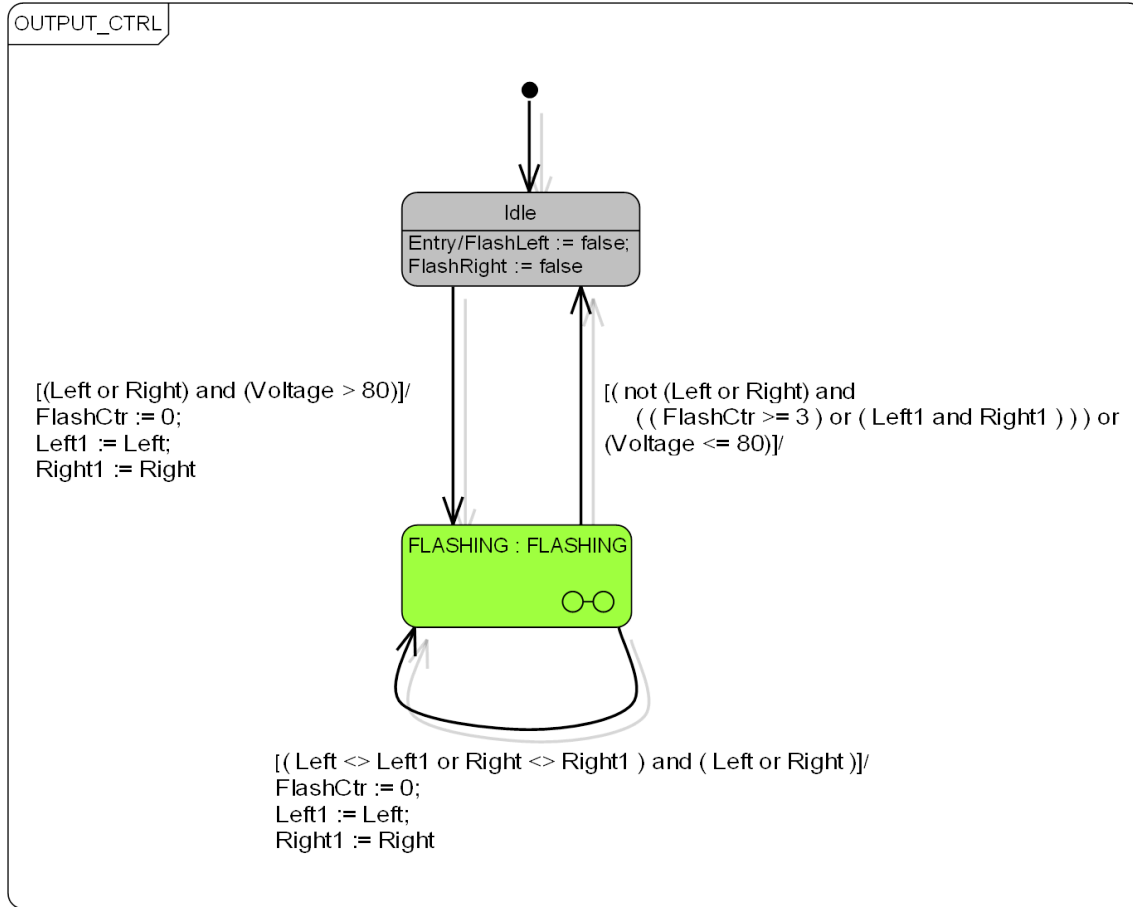 OUTPUT_CTRL
Idle
Entry/FlashLeft := false;
FlashRight := false
[(Left or Right) and (Voltage > 80)]/
FlashCtr := 0;
Left1 := Left;
Right1 := Right
[( not (Left or Right) and
( ( FlashCtr >= 3 ) or ( Left1 and Right1 ) ) ) or
(Voltage <= 80)]/
FLASHING : FLASHING
[( Left <> Left1 or Right <> Right1 ) and ( Left or Right )]/
FlashCtr := 0;
Left1 := Left;
Right1 := Right